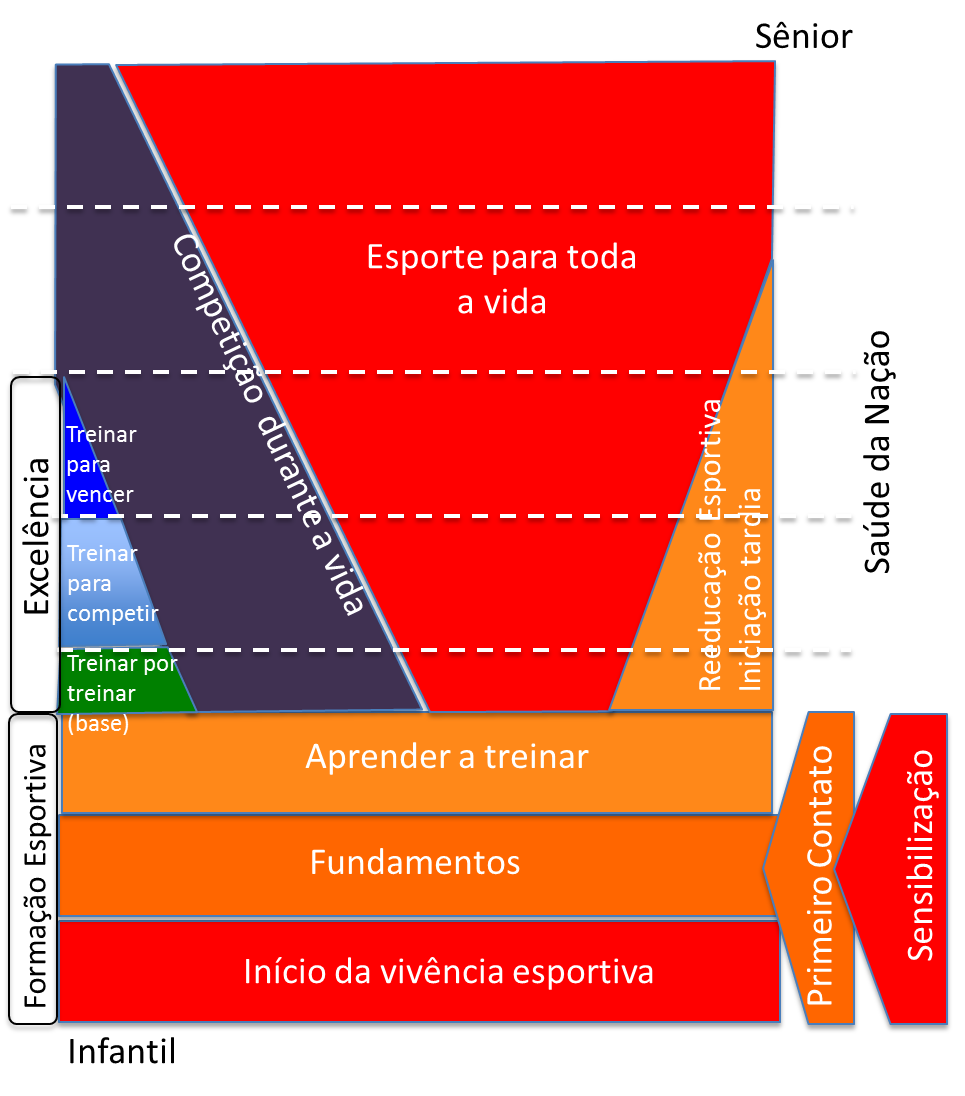 Sênior
Esporte para toda
a vida
Competição durante a vida
Saúde da Nação
Excelência
Treinar
para
vencer
Treinar
para
competir
Treinar por
treinar
(base)
Reeducação Esportiva
Iniciação tardia
Formação Esportiva
Aprender a treinar
Fundamentos
Início da vivência esportiva
Primeiro Contato
Sensibilização
Infantil